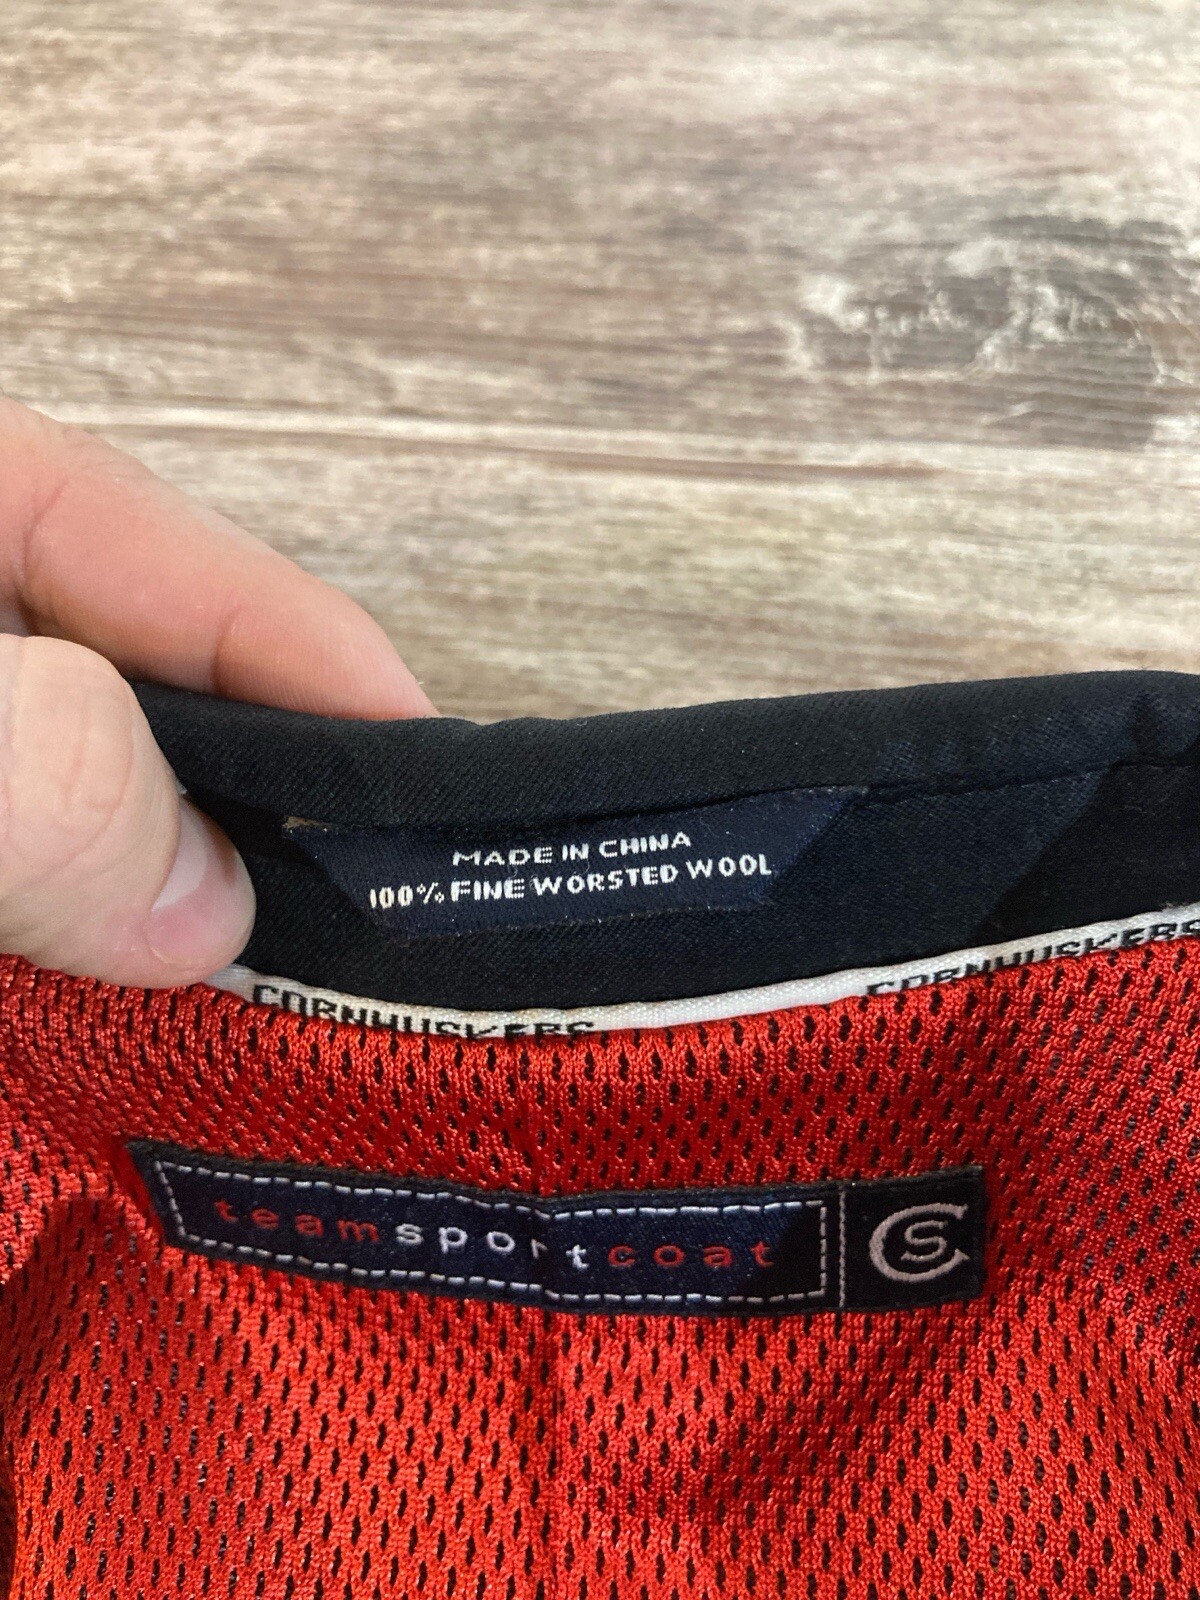 MADE IN CHINA
100% FINE WORSTED WOOL
CORNHUSKERS CORNHUSKERS
teamsportcoat CS